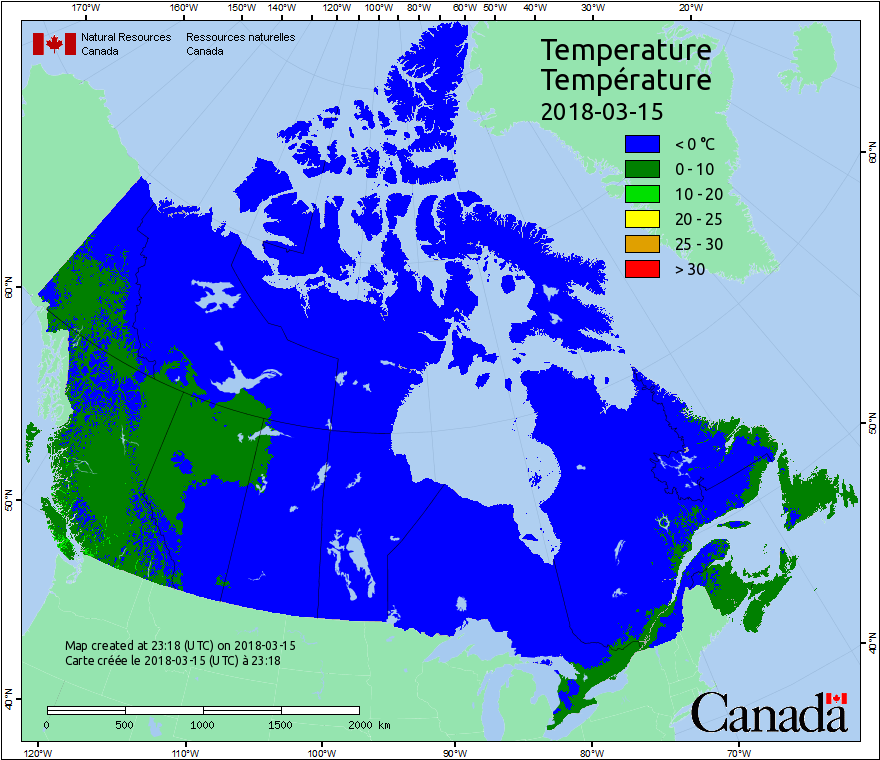 170°W 160°W 150°W 140°W 130°W 120°W 110°W 100°W 90°W 80°W 60°W 50°W 40°W 30°W 20°W
Natural Resources Ressources naturelles
Canada Canada
Temperature
Température
2018-03-15
< 0 °C
0 - 10
10 - 20
20 - 25
25 - 30
> 30
60°N
60°N
50°N
50°N
40°N
40°N
Map created at 23:18 (UTC) on 2018-03-15
Carte créée le 2018-03-15 (UTC) à 23:18
0 500 1000 1500 2000 km
Canada
120°W 110°W 100°W 90°W 80°W 70°W